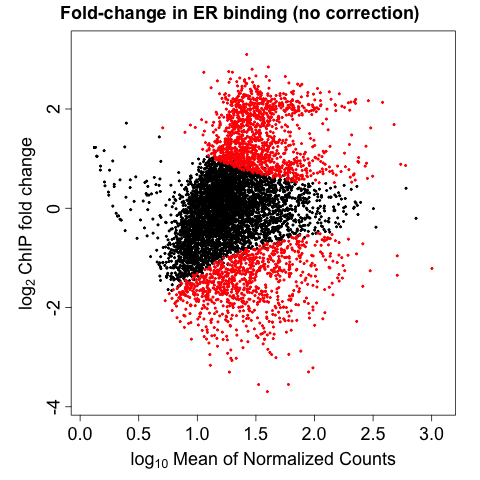 Fold-change in ER binding (no correction)
log2 ChIP fold change
2
0
-2
-4
0.0 0.5 1.0 1.5 2.0 2.5 3.0
log10 Mean of Normalized Counts